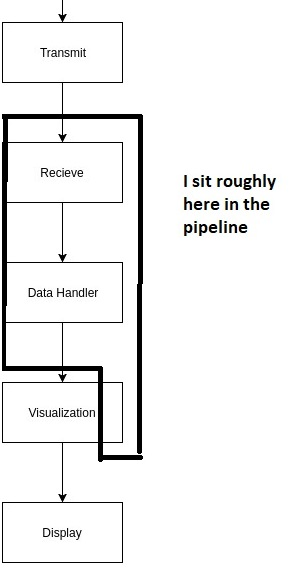 Transmit
Recieve
I sit roughly
here in the
pipeline
Data Handler
Visualization
Display